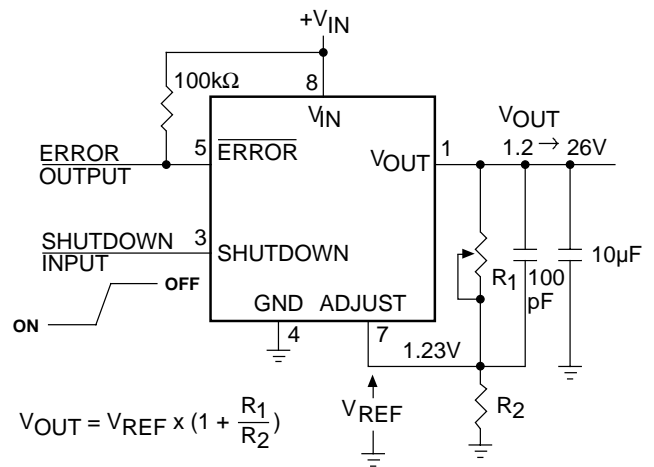 +VIN
100kΩ
8
VIN
ERROR
OUTPUT
5
ERROR
VOUT
1
VOUT
1.2 → 26V
SHUTDOWN
INPUT
3
SHUTDOWN
R1
100
pF
10µF
OFF
ON
GND
ADJUST
4
7
1.23V
VREF
R2
VOUT = VREF x (1 + R1/R2)